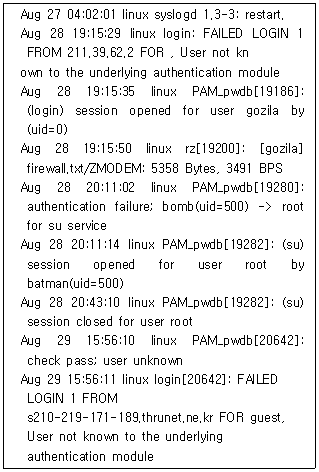 Aug 27 04:02:01 linux syslogd 1.3-3: restart.
Aug 28 19:15:29 linux login: FAILED LOGIN 1
FROM 211.39.62.2 FOR , User not kn
own to the underlying authentication module
Aug 28 19:15:35 linux PAM_pwdb[19186]:
(login) session opened for user gozila by
(uid=0)
Aug 28 19:15:50 linux rz[19200]: [gozila]
firewall.txt/ZMODEM: 5358 Bytes, 3491 BPS
Aug 28 20:11:02 linux PAM_pwdb[19280]:
authentication failure; bomb(uid=500) -> root
for su service
Aug 28 20:11:14 linux PAM_pwdb[19282]: (su)
session opened for user root by
batman(uid=500)
Aug 28 20:43:10 linux PAM_pwdb[19282]: (su)
session closed for user root
Aug 29 15:56:10 linux PAM_pwdb[20642]:
check pass; user unknown
Aug 29 15:56:11 linux login[20642]: FAILED
LOGIN 1 FROM
s210-219-171-189.thrunet.ne.kr FOR guest,
User not known to the underlying
authentication module